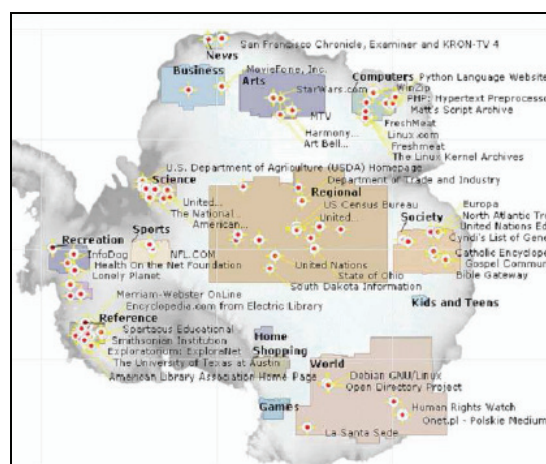 San Francisco Chronicle, Examiner and KRON-TV 4
News
MovieFone, Inc.
Business
Arts
StarWars.com
MTV
Harmony...
Art Bell...
Computers
Python Language Website
WinZip
PHP: Hypertext Preprocesso
Matt's Script Archive
FreshMeat
Linux.com
Freshmeat
The Linux Kernel Archives
U.S. Department of Agriculture (USDA) Homepage
Science
Department of Trade and Industry
Regional
United...
US Census Bureau
The National...
American...
United...
Society
Europa
North Atlantic Tre
United Nations Ed
Cyndi's List of Gene
Sports
Recreation
InfoDog
NFL.COM
Health On the Net Foundation
Lonely Planet
United Nations
State of Ohio
South Dakota Information
Catholic Encyclope
Gospel Commun
Bible Gateway
Merriam-Webster OnLine
Encyclopedia.com from Electric Library
Kids and Teens
Reference
Spartacus Educational
Smithsonian Institution
Exploratorium: ExploraNet
The University of Texas at Austin
American Library Association Home Page
Home
Shopping
World
Debian GNU/Linux
Open Directory Project
Games
Human Rights Watch
Onet.pl - Polskie Medium
La Santa Sede